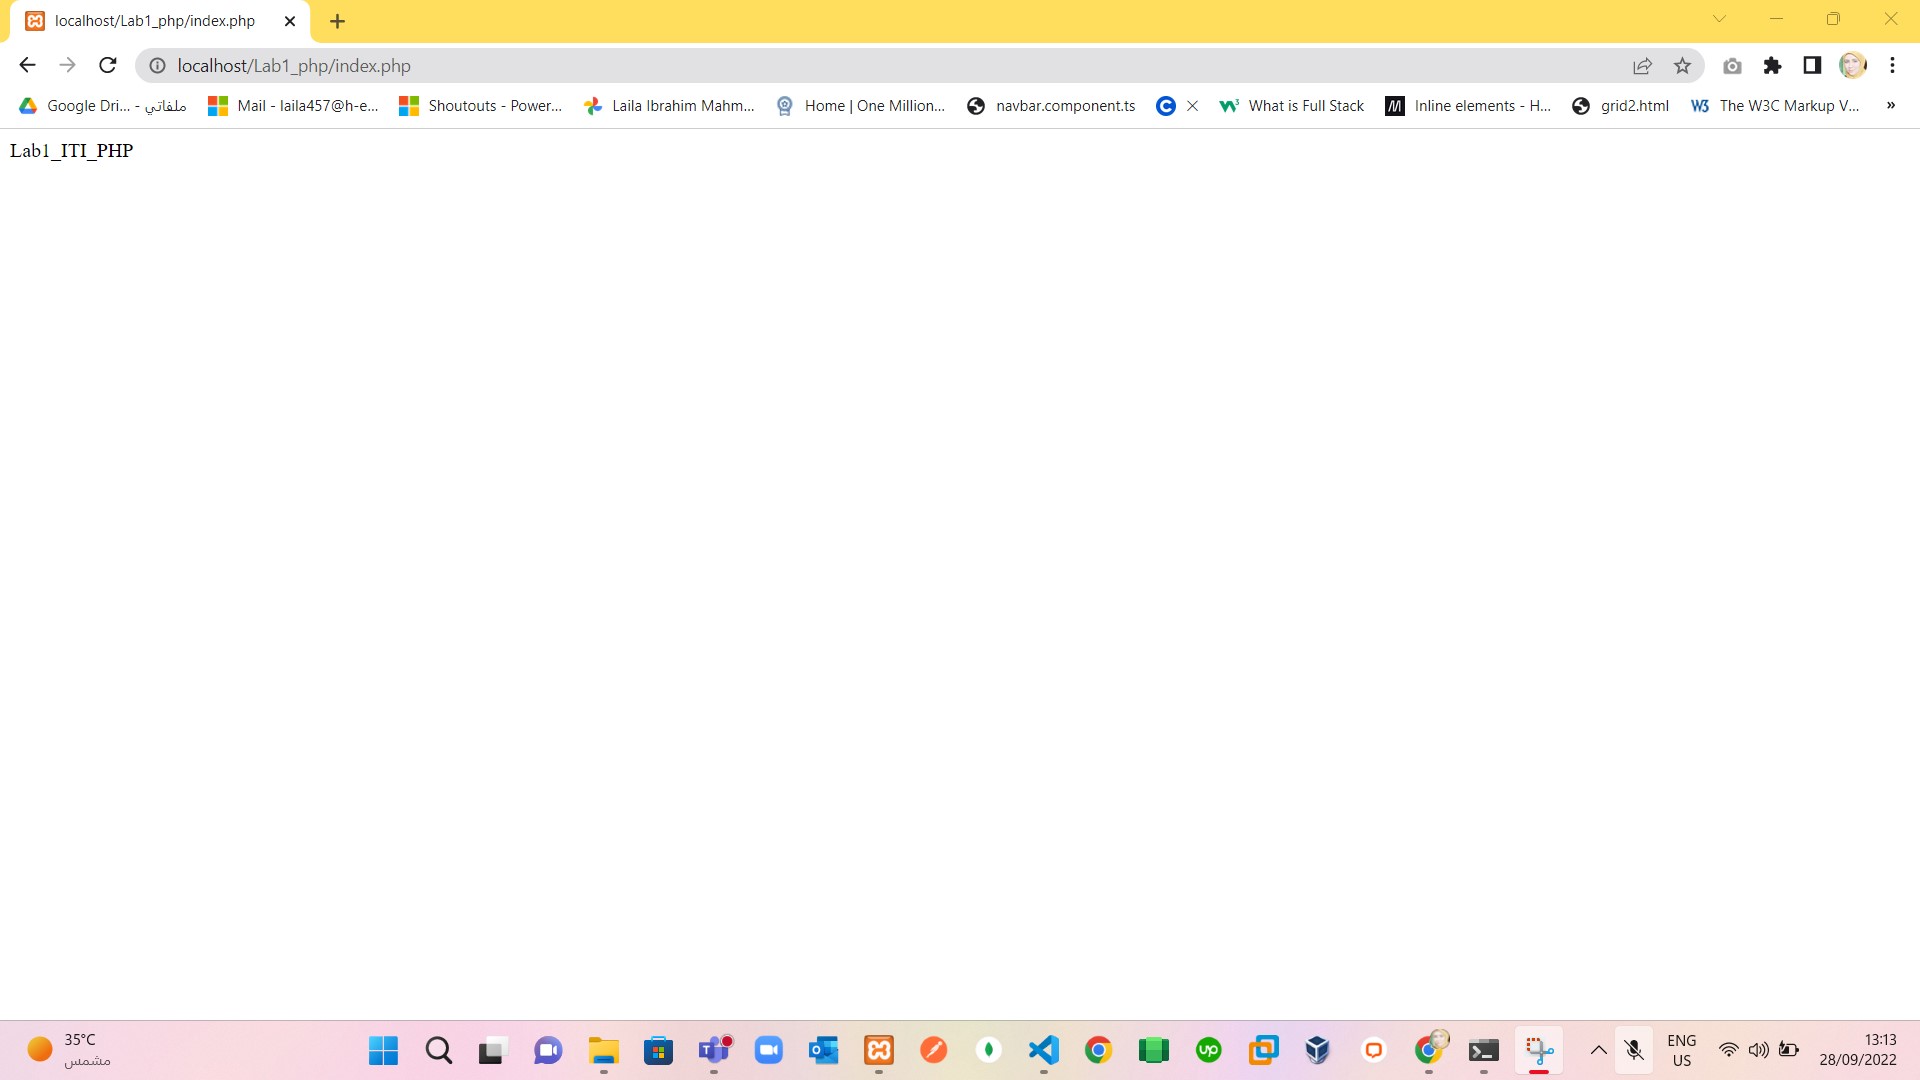 localhost/Lab1_php/index.php
localhost/Lab1_php/index.php
Google Dri... - ملفاتي
Mail - laila457@h-e...
Shoutouts - Power...
Laila Ibrahim Mahm...
Home | One Million...
navbar.component.ts
What is Full Stack
Inline elements - H...
grid2.html
The W3C Markup V...
Lab1_ITI_PHP
35°C
مشمس
ENG
US
13:13
28/09/2022